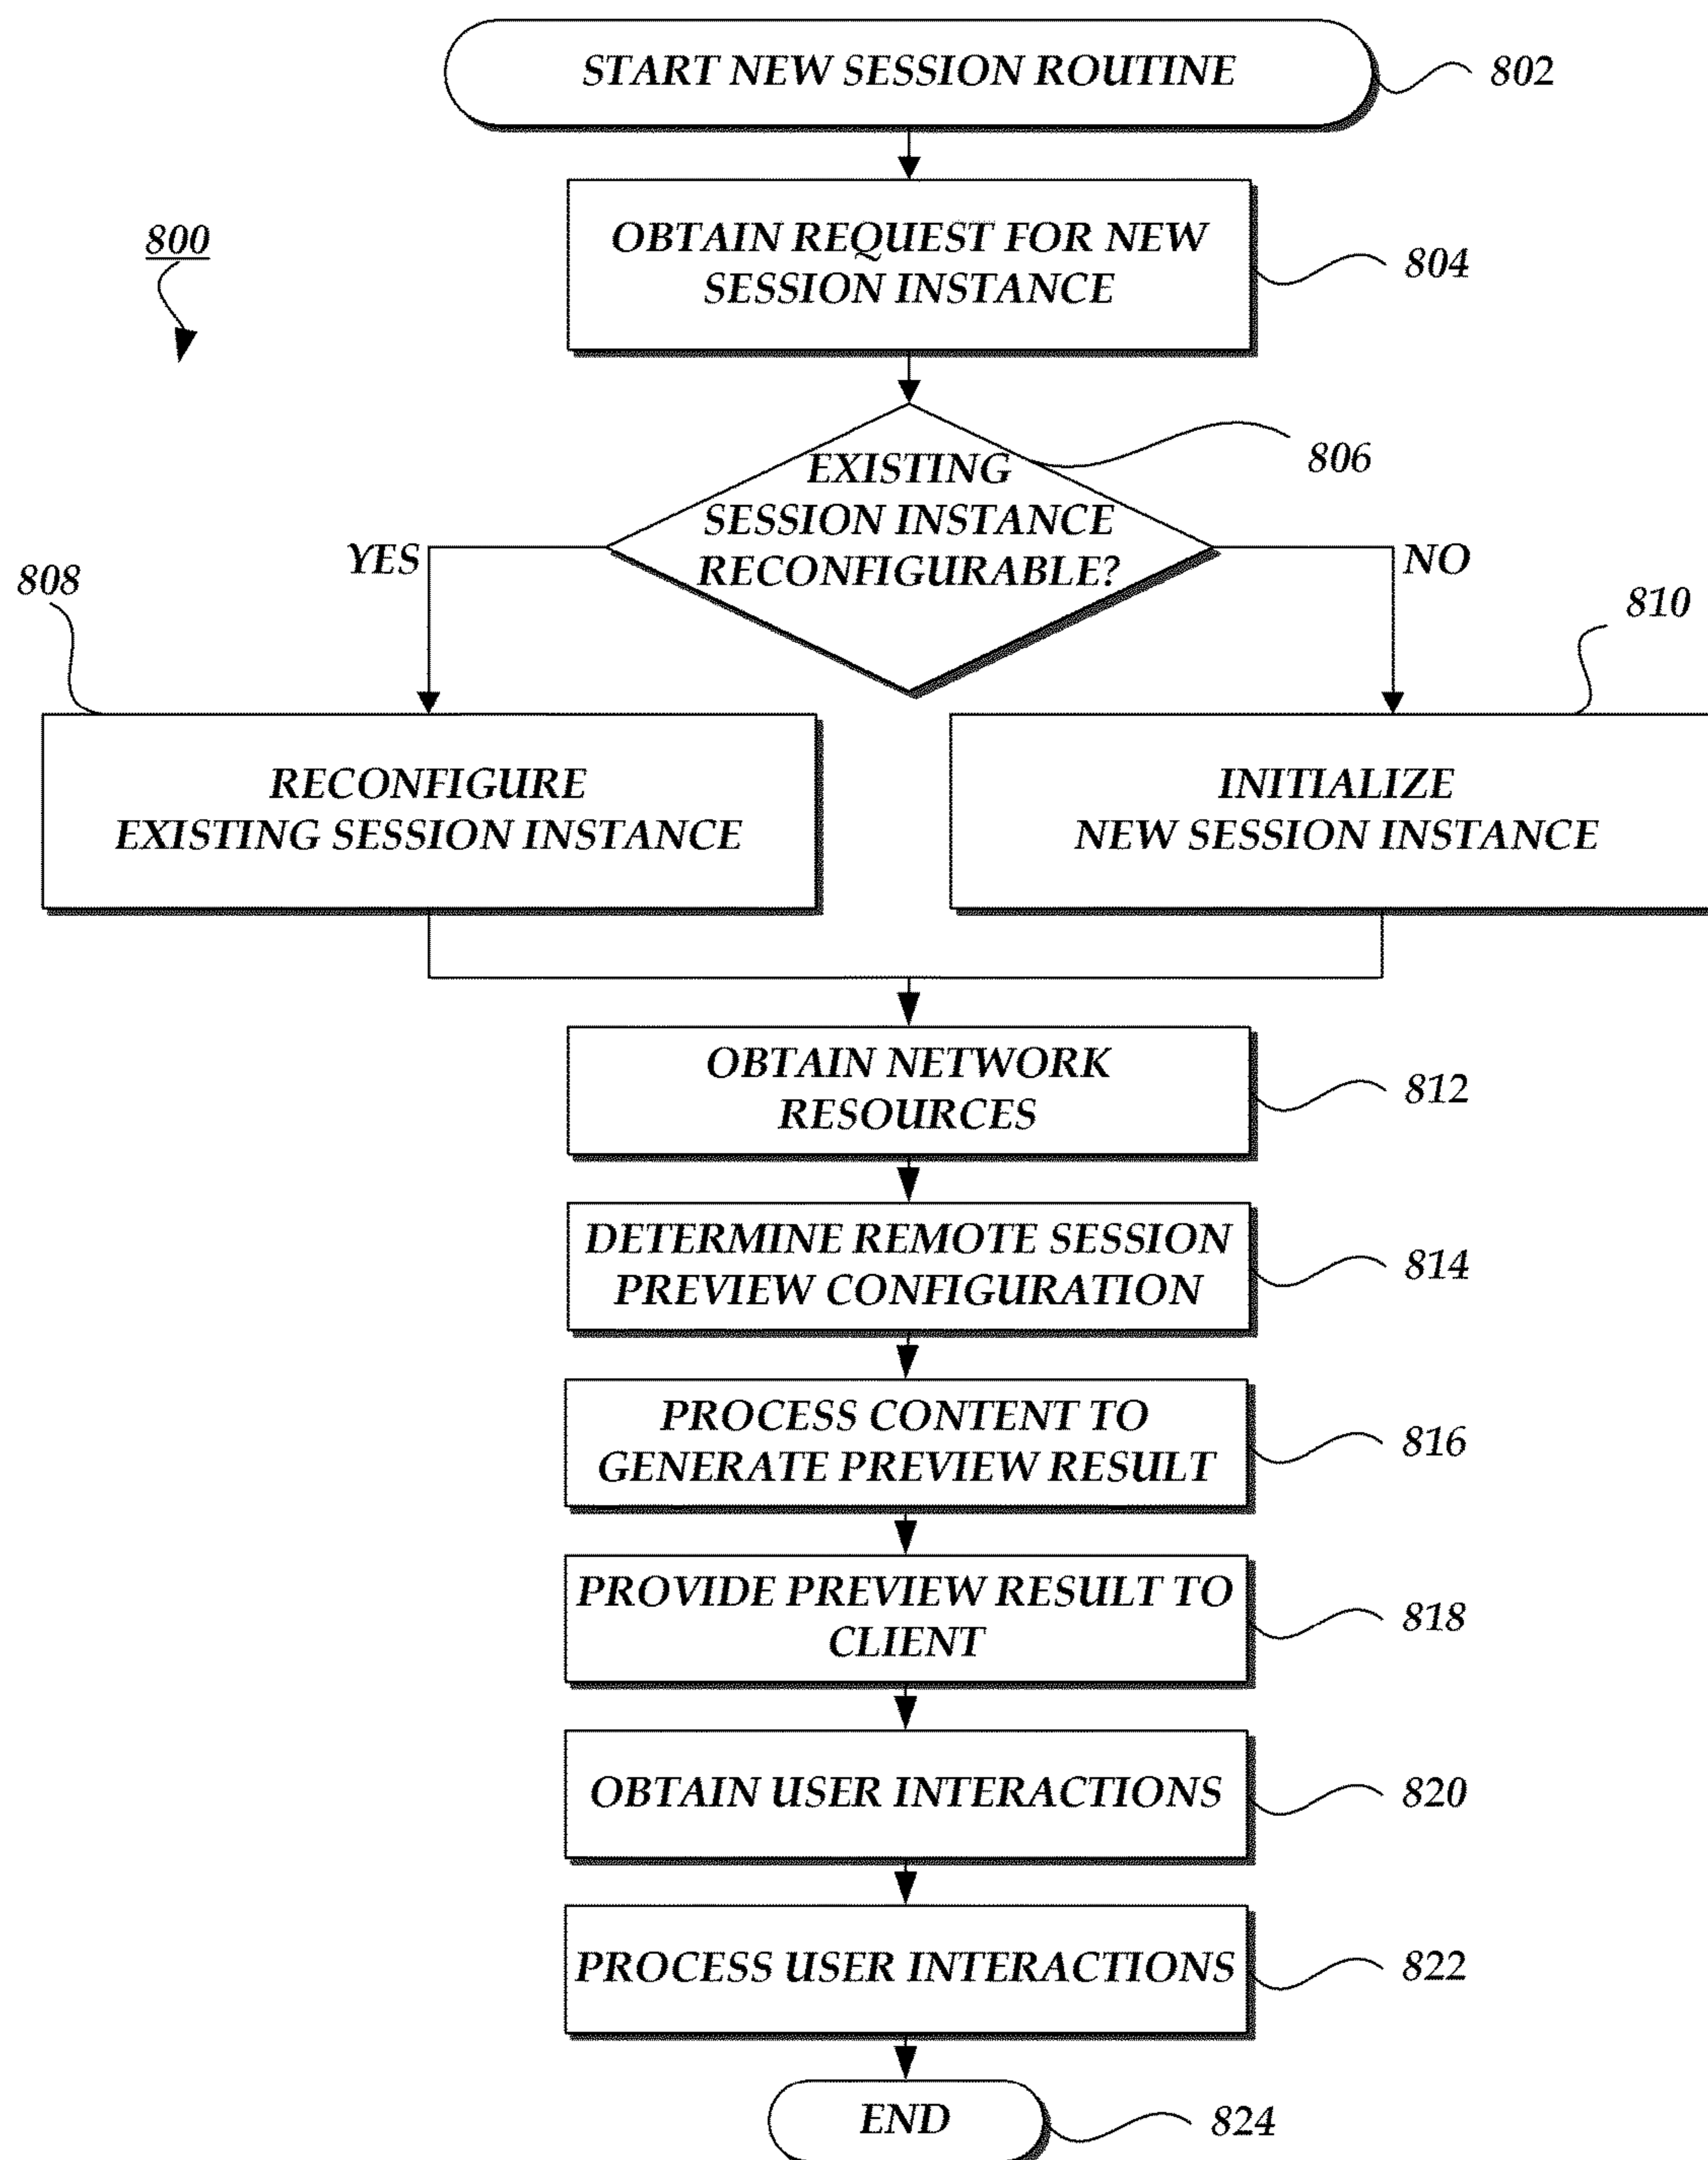 START NEW SESSION ROUTINE
802
OBTAIN REQUEST FOR NEW
SESSION INSTANCE
804
800
EXISTING
SESSION INSTANCE
RECONFIGURABLE?
806
YES
NO
808
810
RECONFIGURE
EXISTING SESSION INSTANCE
INITIALIZE
NEW SESSION INSTANCE
OBTAIN NETWORK
RESOURCES
812
DETERMINE REMOTE SESSION
PREVIEW CONFIGURATION
814
PROCESS CONTENT TO
GENERATE PREVIEW RESULT
816
PROVIDE PREVIEW RESULT TO
CLIENT
818
OBTAIN USER INTERACTIONS
820
PROCESS USER INTERACTIONS
822
END
824